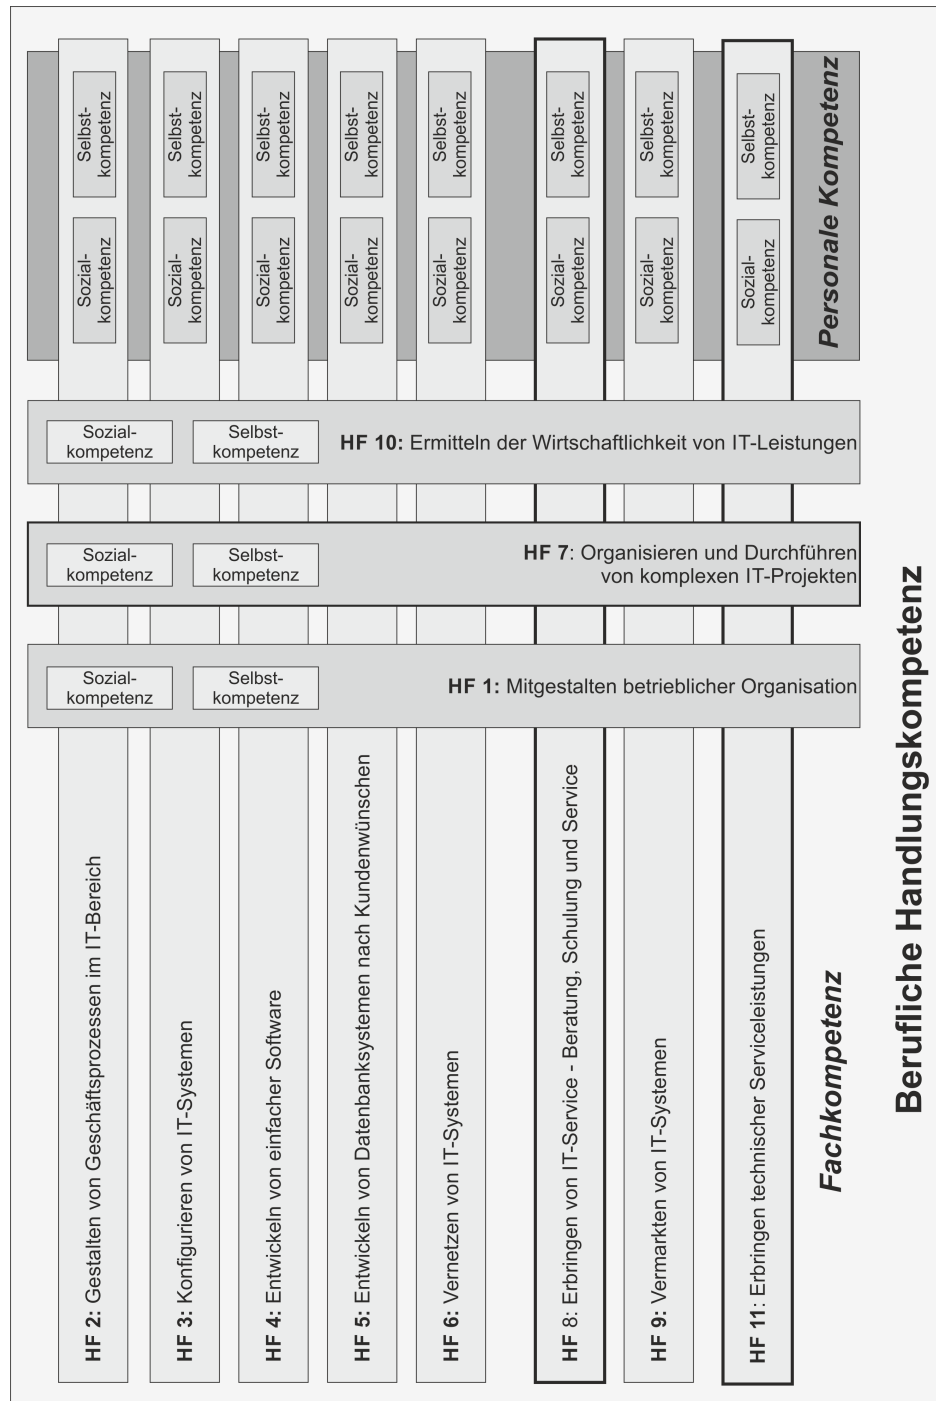 Selbst-
kompetenz
Selbst-
kompetenz
Selbst-
kompetenz
Selbst-
kompetenz
Selbst-
kompetenz
Selbst-
kompetenz
Selbst-
kompetenz
Selbst-
kompetenz
Sozial-
kompetenz
Sozial-
kompetenz
Sozial-
kompetenz
Sozial-
kompetenz
Sozial-
kompetenz
Sozial-
kompetenz
Sozial-
kompetenz
Sozial-
kompetenz
Personale Kompetenz
Sozial-
kompetenz
Selbst-
kompetenz
HF 10: Ermitteln der Wirtschaftlichkeit von IT-Leistungen
Sozial-
kompetenz
Selbst-
kompetenz
HF 7: Organisieren und Durchführen
von komplexen IT-Projekten
Sozial-
kompetenz
Selbst-
kompetenz
HF 1: Mitgestalten betrieblicher Organisation
HF 2: Gestalten von Geschäftsprozessen im IT-Bereich
HF 3: Konfigurieren von IT-Systemen
HF 4: Entwickeln von einfacher Software
HF 5: Entwickeln von Datenbanksystemen nach Kundenwünschen
HF 6: Vernetzen von IT-Systemen
HF 8: Erbringen von IT-Service - Beratung, Schulung und Service
HF 9: Vermarkten von IT-Systemen
HF 11: Erbringen technischer Serviceleistungen
Fachkompetenz
Berufliche Handlungskompetenz